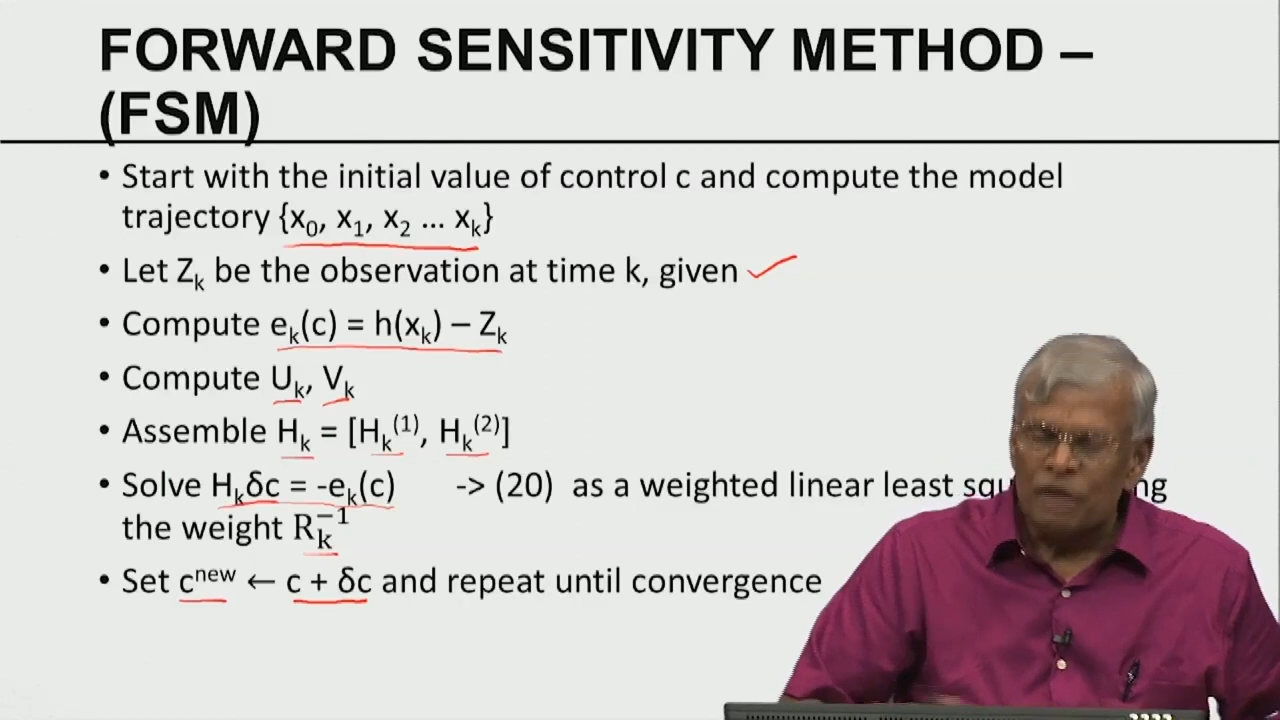 FORWARD SENSITIVITY METHOD –
(FSM)
• Start with the initial value of control c and compute the model
trajectory {x₀, x₁, x₂ ... xₖ}
• Let Zₖ be the observation at time k, given
• Compute eₖ(c) = h(xₖ) – Zₖ
• Compute Uₖ, Vₖ
• Assemble Hₖ = [Hₖ⁽¹⁾, Hₖ⁽²⁾]
• Solve Hₖδc = -eₖ(c) -> (20) as a weighted linear least
the weight Rₖ⁻¹
• Set cⁿᵉʷ ← c + δc and repeat until convergence